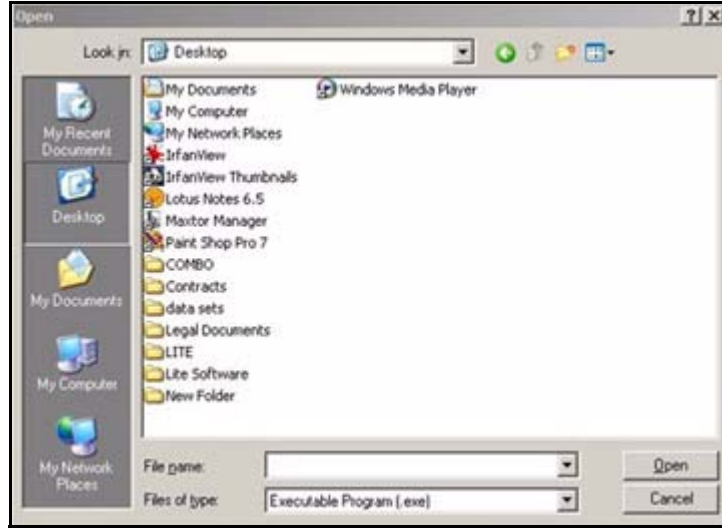 Open
Look in:
Desktop
My Recent
Documents
Desktop
My Documents
My Computer
My Network
Places
My Documents
My Computer
My Network Places
IrfanView
IrfanView Thumbnails
Lotus Notes 6.5
Maxtor Manager
Paint Shop Pro 7
COMBO
Contracts
data sets
Legal Documents
LITE
Lite Software
New Folder
Windows Media Player
File name:
Open
Files of type:
Executable Program (.exe)
Cancel